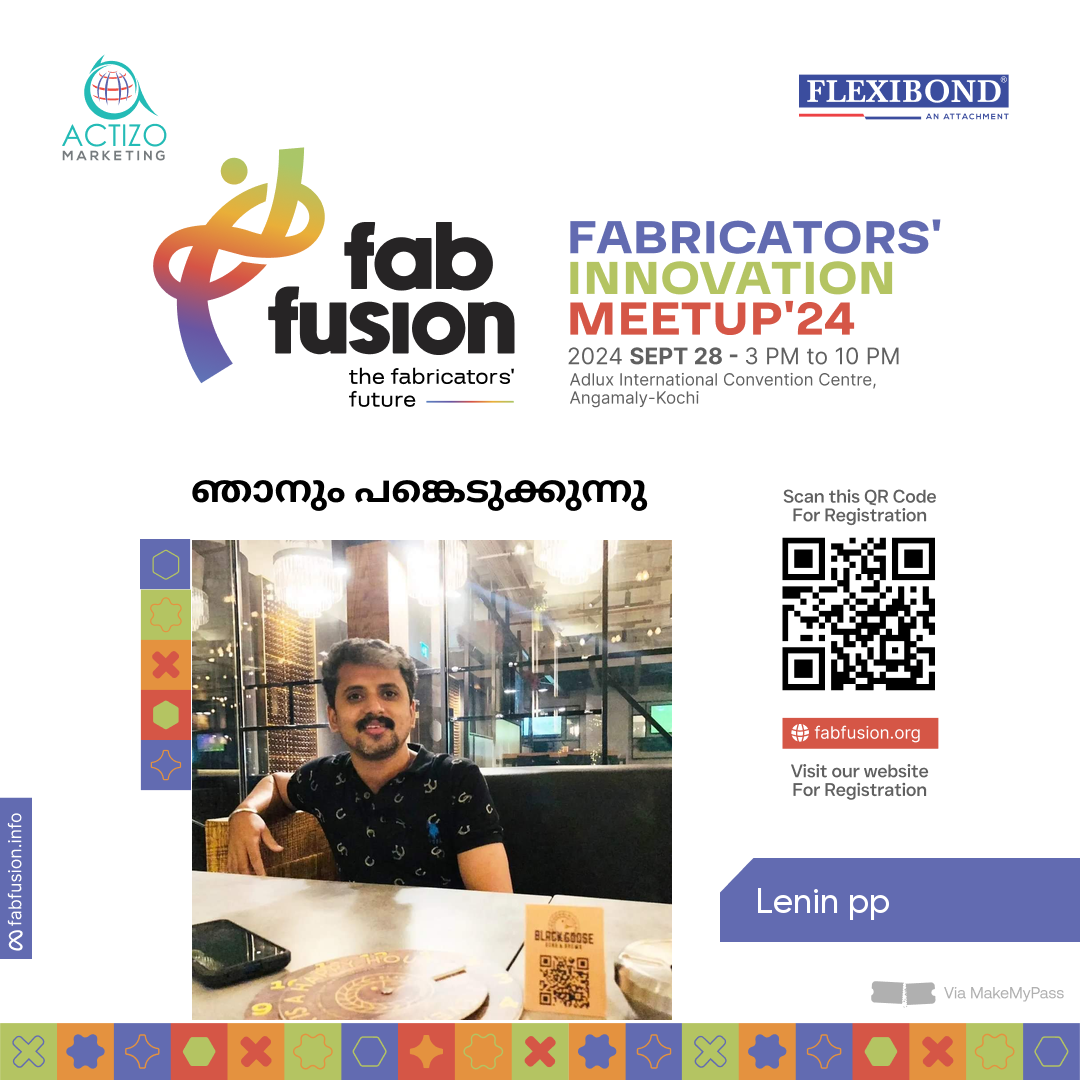 ACTIZO
MARKETING
FLEXIBOND®
AN ATTACHMENT
fab
fusion
the fabricators'
future
FABRICATORS'
INNOVATION
MEETUP'24
2024 SEPT 28 - 3 PM to 10 PM
Adlux International Convention Centre,
Angamaly-Kochi
ഞാനും പങ്കെടുക്കുന്നു
Scan this QR Code
For Registration
fabfusion.org
Visit our website
For Registration
fabfusion.info
BLACKGOOSE
Lenin pp
Via MakeMyPass